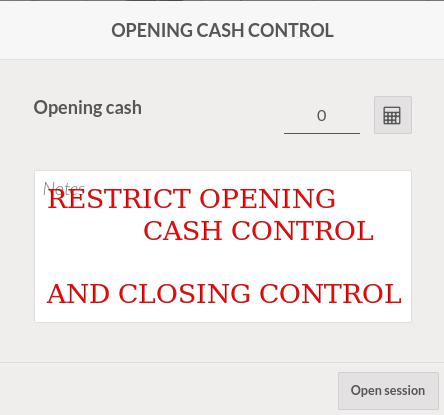 OPENING CASH CONTROL
Opening cash
0
Notes
RESTRICT OPENING
CASH CONTROL
AND CLOSING CONTROL
Open session